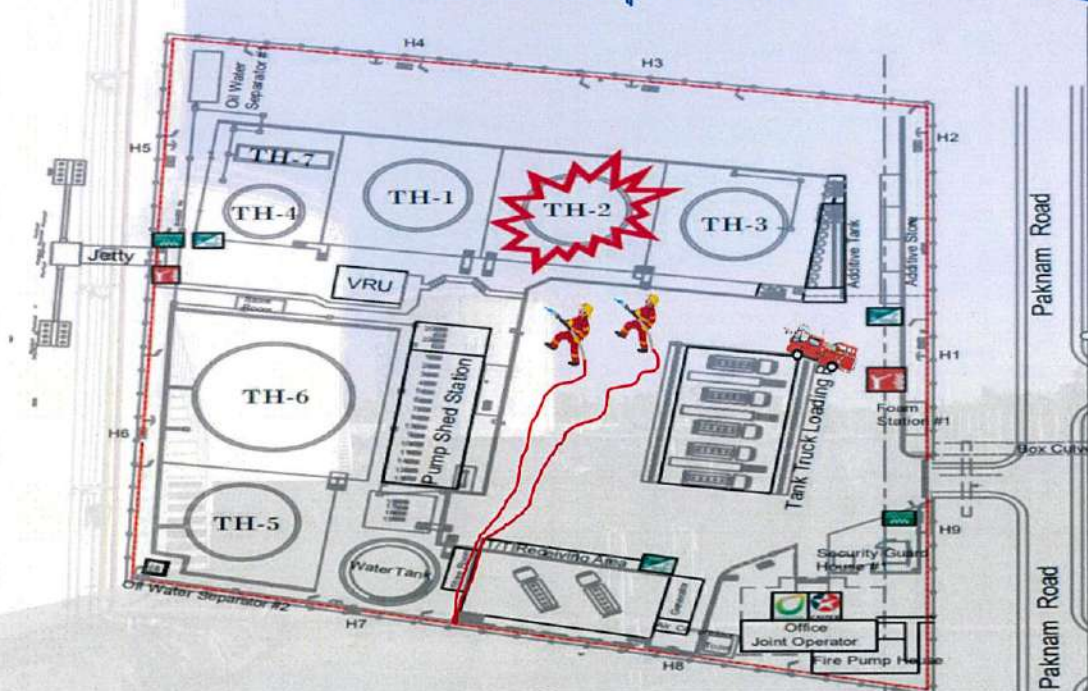 H4
H3
Oil Water
Separator #1
H5
H2
TH-7
TH-1
TH-2
TH-4
TH-3
Additive Tank
Additive Store
Paknam Road
Jetty
VRU
H1
TH-6
Pump Shed Station
Tank Truck Loading
Foam
Station #1
H6
TH-5
H9
T/T Receiving Area
Security Guard
House #1
Water Tank
Oil Water Separator #2
Office
Joint Operator
Fire Pump House
H7
H8
Paknam Road